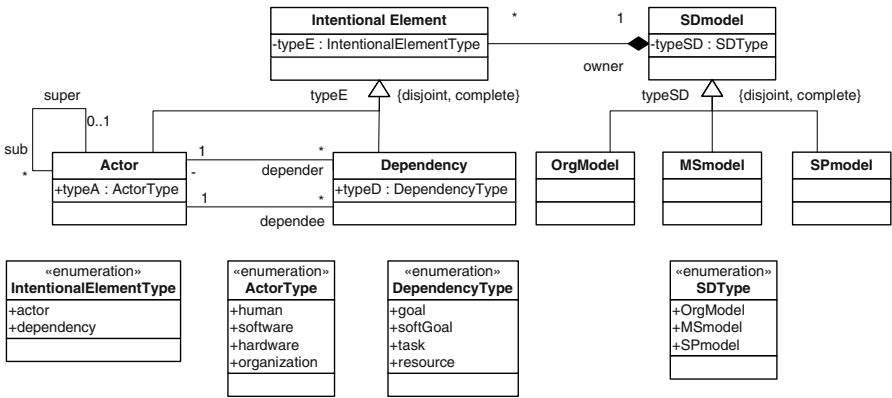 Intentional Element
-typeE : IntentionalElementType
*
1
owner
SDmodel
-typeSD : SDType
typeE
{disjoint, complete}
typeSD
{disjoint, complete}
super
0..1
sub
*
Actor
+typeA : ActorType
1
*
depender
-
1
*
dependee
Dependency
+typeD : DependencyType
OrgModel
MSmodel
SPmodel
«enumeration»
IntentionalElementType
+actor
+dependency
«enumeration»
ActorType
+human
+software
+hardware
+organization
«enumeration»
DependencyType
+goal
+softGoal
+task
+resource
«enumeration»
SDType
+OrgModel
+MSmodel
+SPmodel